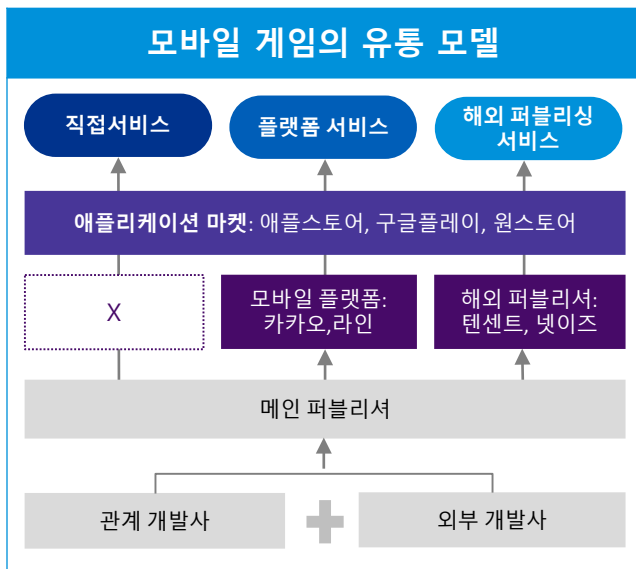 모바일 게임의 유통 모델
직접서비스
플랫폼 서비스
해외 퍼블리싱
서비스
애플리케이션 마켓: 애플스토어, 구글플레이, 원스토어
X
모바일 플랫폼:
카카오,라인
해외 퍼블리셔:
텐센트, 넷이즈
메인 퍼블리셔
관계 개발사
외부 개발사